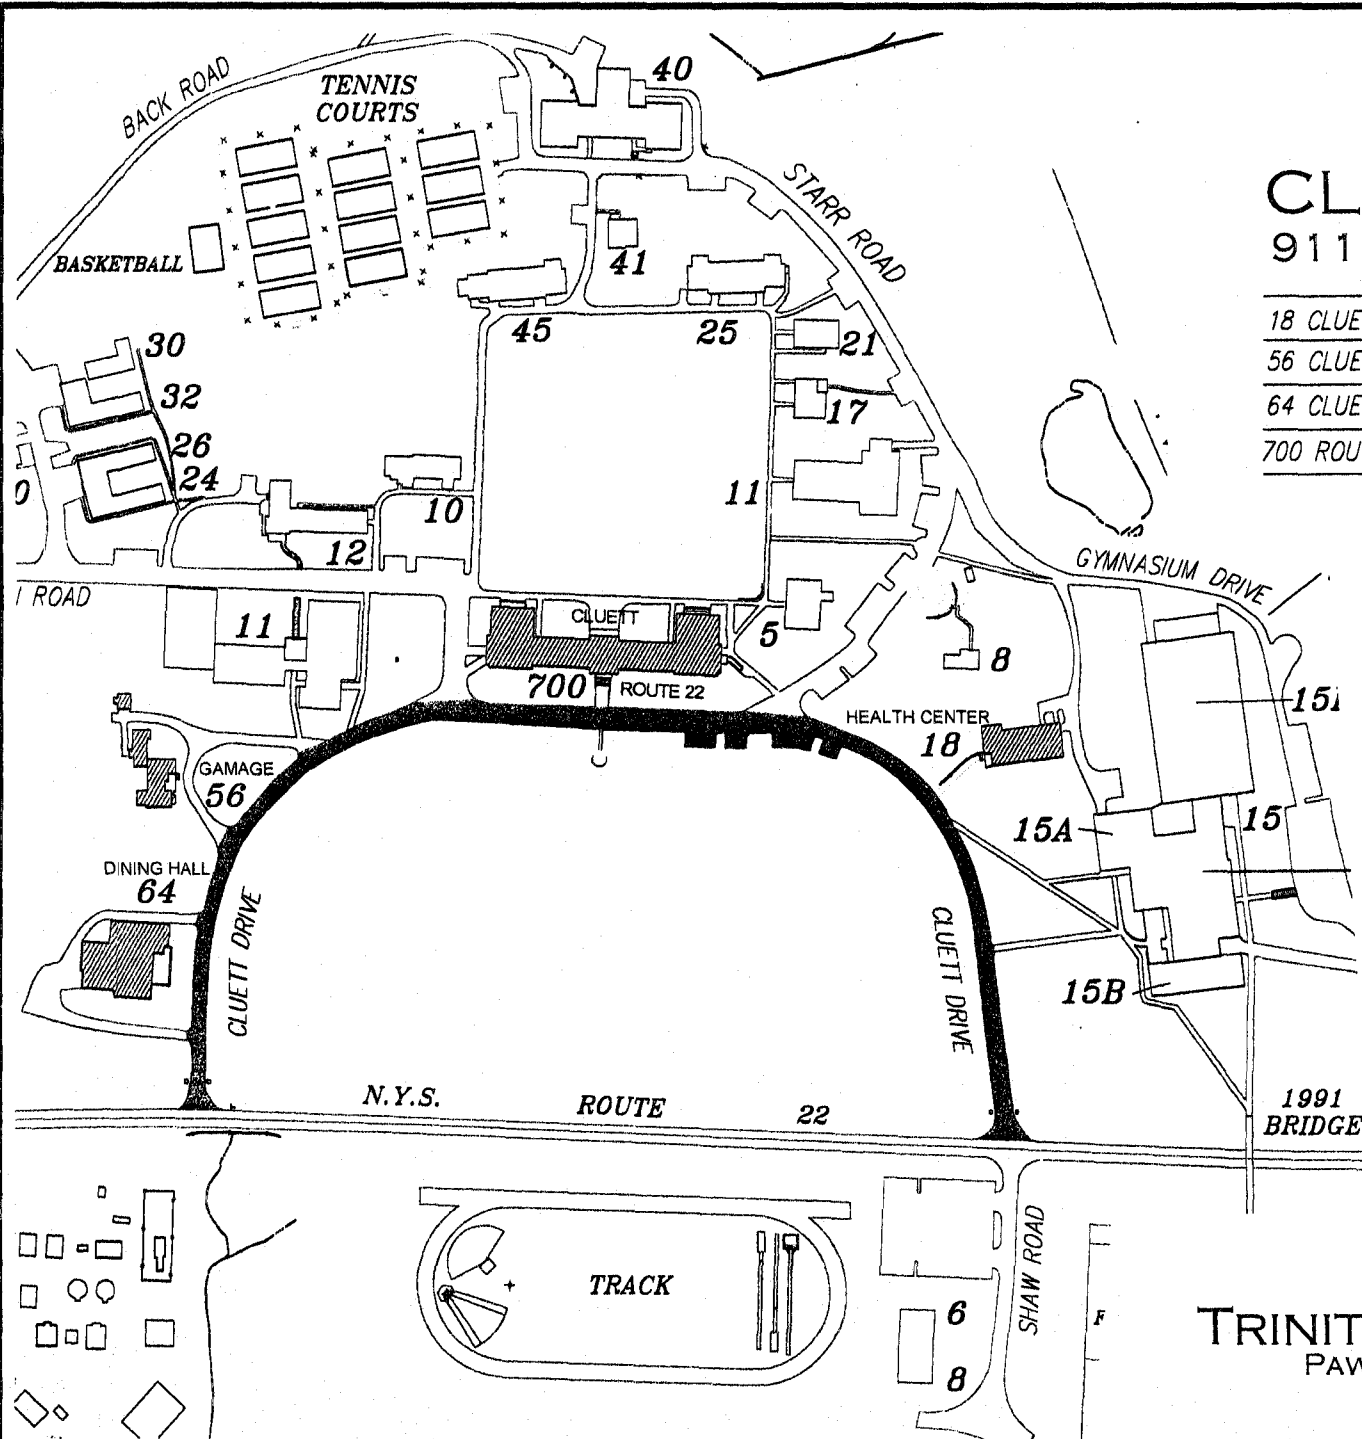 BACK ROAD
TENNIS
COURTS
40
STARR ROAD
CL
911
BASKETBALL
41
45
25
21
18 CLUE
56 CLUE
64 CLUE
700 ROU
30
32
17
26
24
0
10
11
12
ROAD
GYMNASIUM DRIVE
11
CLUETT
5
8
700
ROUTE 22
HEALTH CENTER
18
GAMAGE
56
15A
15
DINING HALL
64
CLUETT DRIVE
CLUETT DRIVE
15B
N.Y.S.
ROUTE
22
1991
BRIDGE
TRACK
SHAW ROAD
6
8
F
TRINIT
PAW